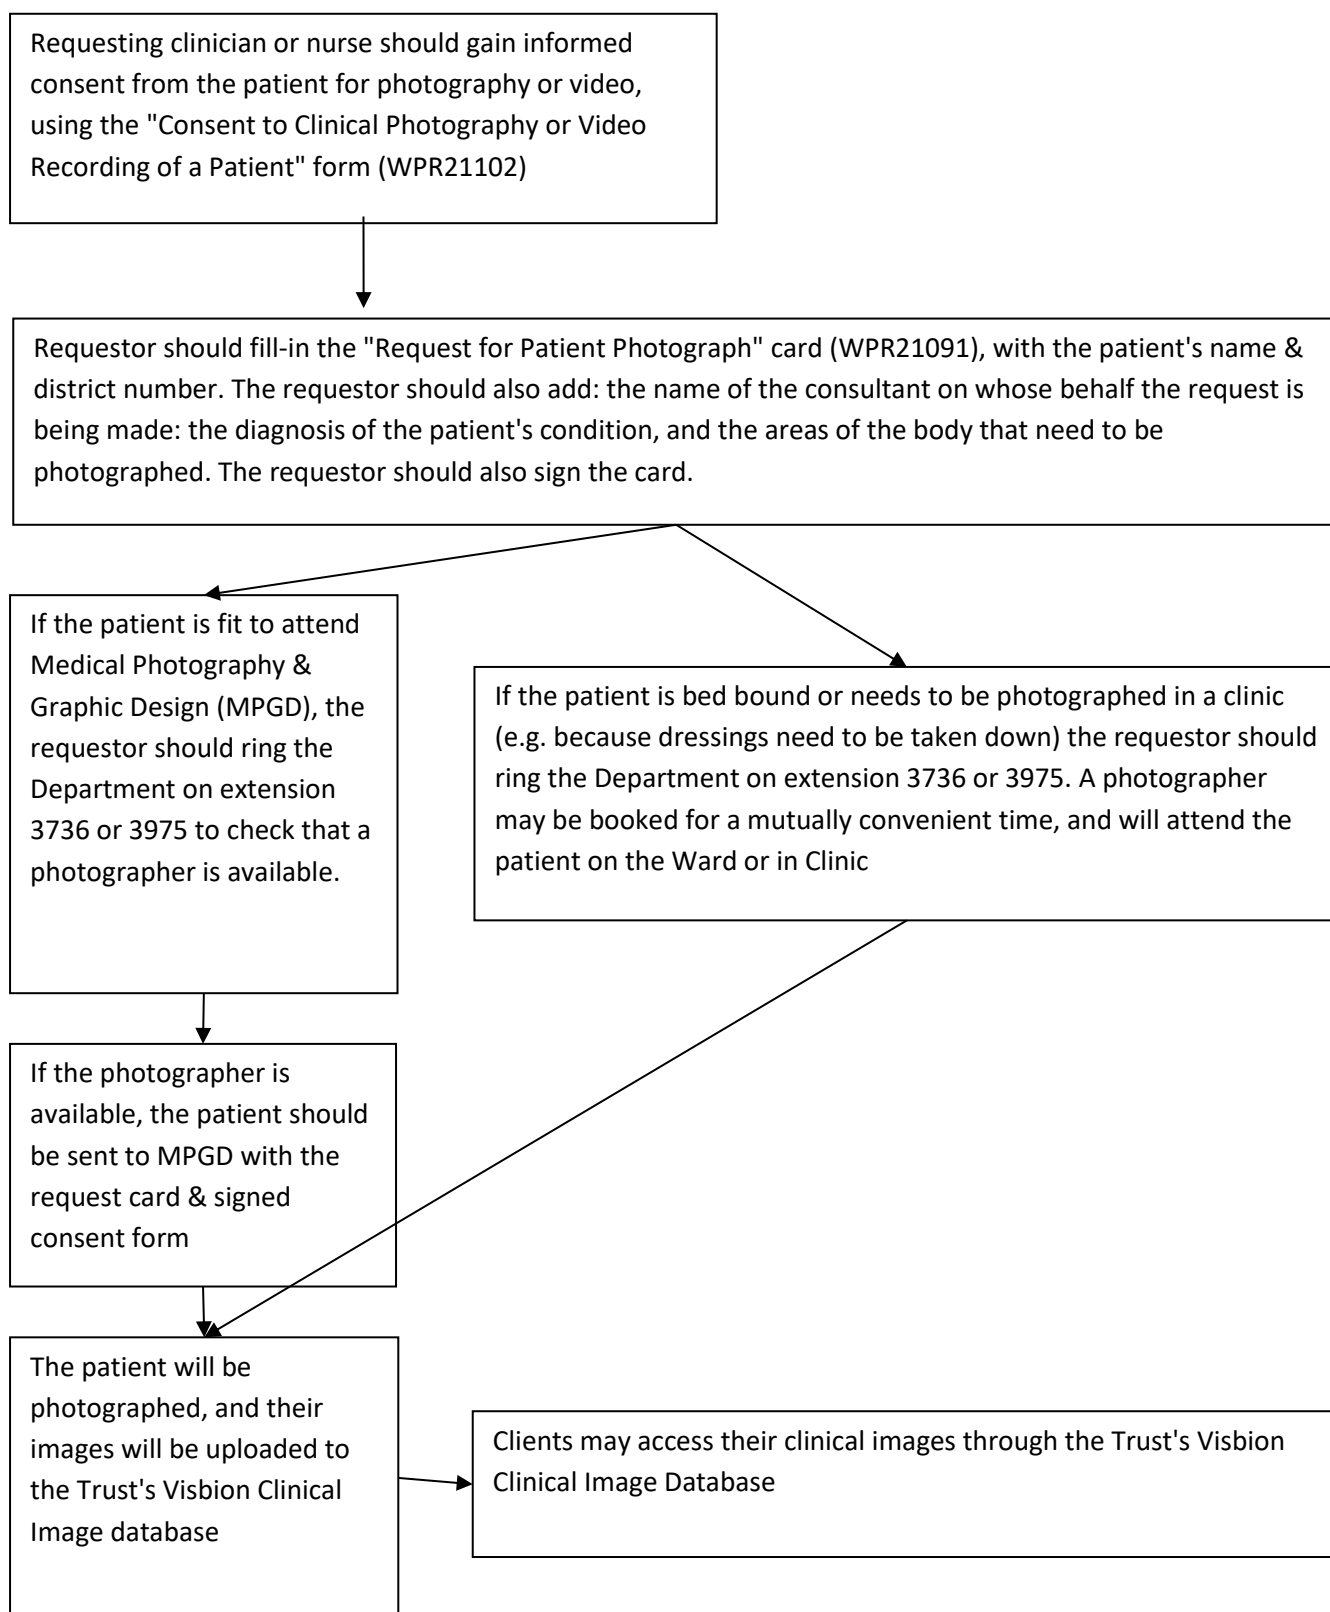 Requesting clinician or nurse should gain informed
consent from the patient for photography or video,
using the "Consent to Clinical Photography or Video
Recording of a Patient" form (WPR21102)
Requestor should fill-in the "Request for Patient Photograph" card (WPR21091), with the patient's name &
district number. The requestor should also add: the name of the consultant on whose behalf the request is
being made: the diagnosis of the patient's condition, and the areas of the body that need to be
photographed. The requestor should also sign the card.
If the patient is fit to attend
Medical Photography &
Graphic Design (MPGD), the
requestor should ring the
Department on extension
3736 or 3975 to check that a
photographer is available.
If the patient is bed bound or needs to be photographed in a clinic
(e.g. because dressings need to be taken down) the requestor should
ring the Department on extension 3736 or 3975. A photographer
may be booked for a mutually convenient time, and will attend the
patient on the Ward or in Clinic
If the photographer is
available, the patient should
be sent to MPGD with the
request card & signed
consent form
The patient will be
photographed, and their
images will be uploaded to
the Trust's Visbion Clinical
Image database
Clients may access their clinical images through the Trust's Visbion
Clinical Image Database